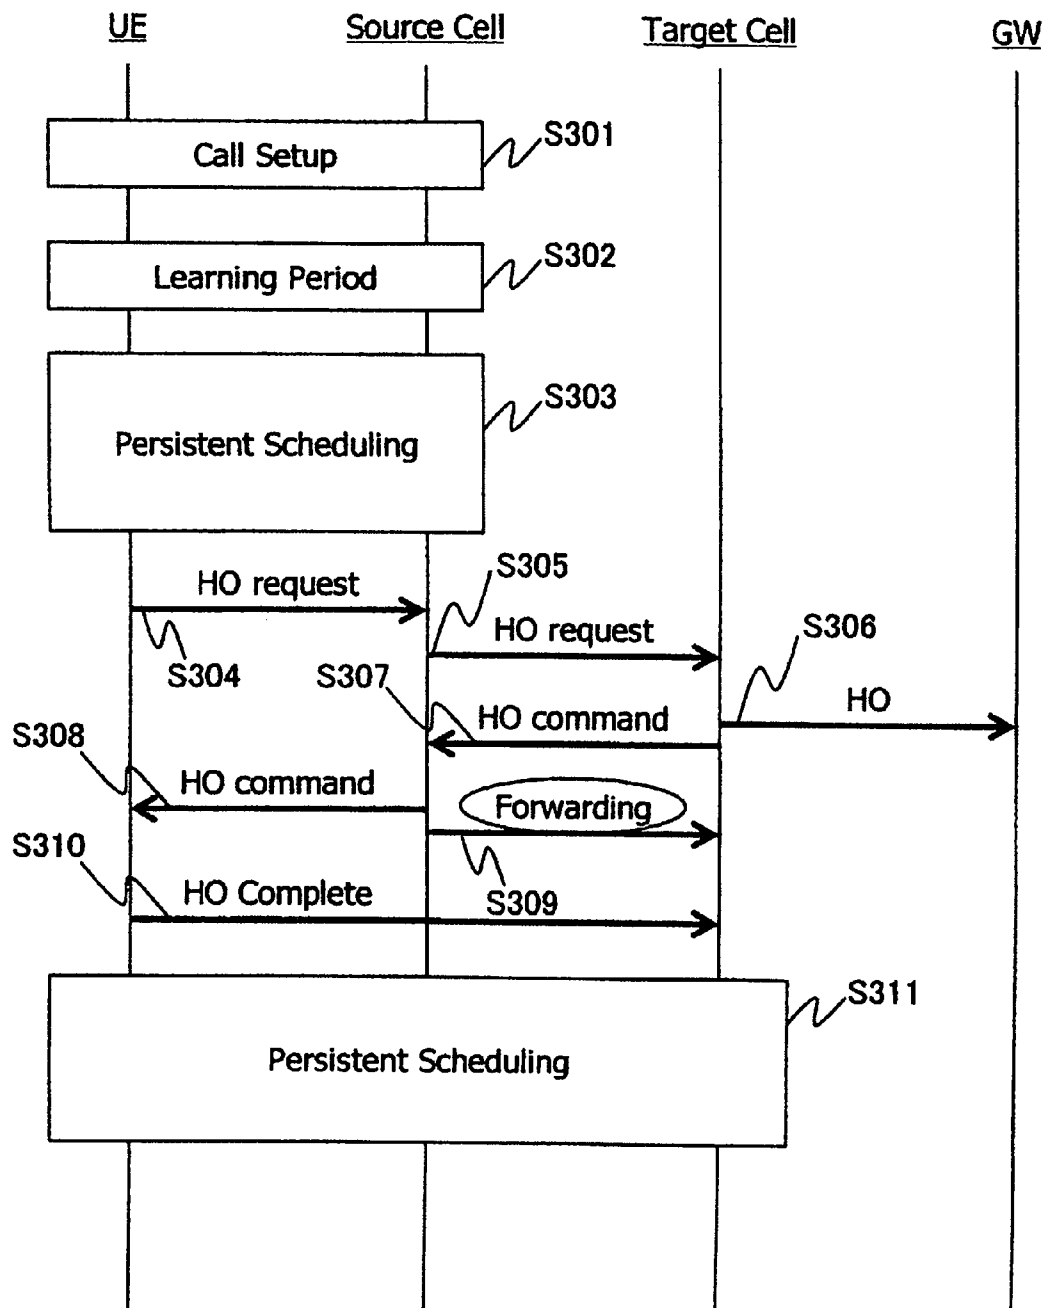 UE Source Cell Target Cell GW
Call Setup S301
Learning Period S302
Persistent Scheduling S303
HO request S305
HO request S306
S304 S307 HO command HO
S308 HO command Forwarding
S310 HO Complete S309
Persistent Scheduling S311